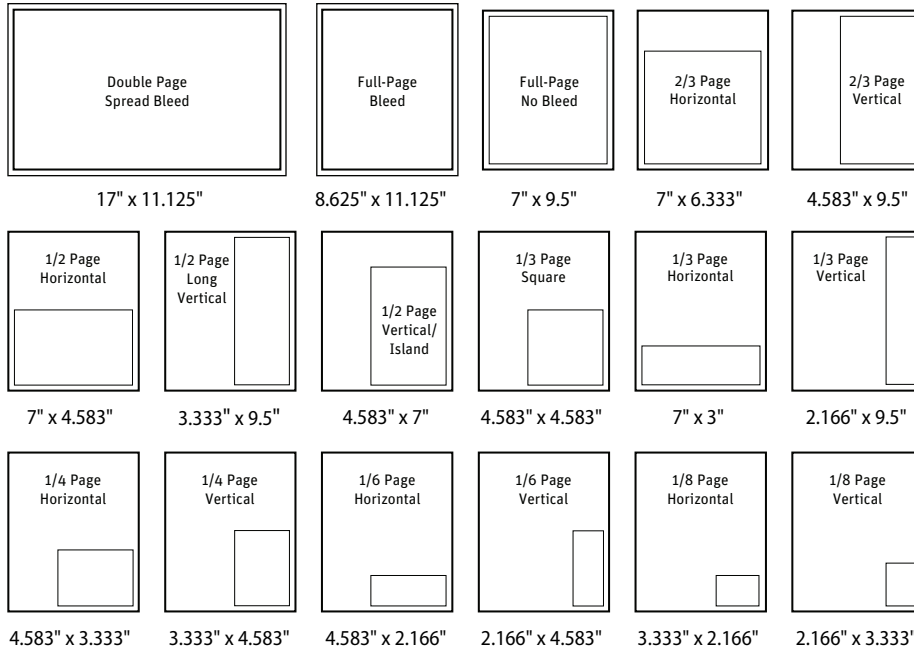 Double Page
Spread Bleed
Full-Page
Bleed
Full-Page
No Bleed
2/3 Page
Horizontal
2/3 Page
Vertical
17" x 11.125"
8.625" x 11.125"
7" x 9.5"
7" x 6.333"
4.583" x 9.5"
1/2 Page
Horizontal
1/2 Page
Long
Vertical
1/2 Page
Vertical/
Island
1/3 Page
Square
1/3 Page
Horizontal
1/3 Page
Vertical
7" x 4.583"
3.333" x 9.5"
4.583" x 7"
4.583" x 4.583"
7" x 3"
2.166" x 9.5"
1/4 Page
Horizontal
1/4 Page
Vertical
1/6 Page
Horizontal
1/6 Page
Vertical
1/8 Page
Horizontal
1/8 Page
Vertical
4.583" x 3.333"
3.333" x 4.583"
4.583" x 2.166"
2.166" x 4.583"
3.333" x 2.166"
2.166" x 3.333"